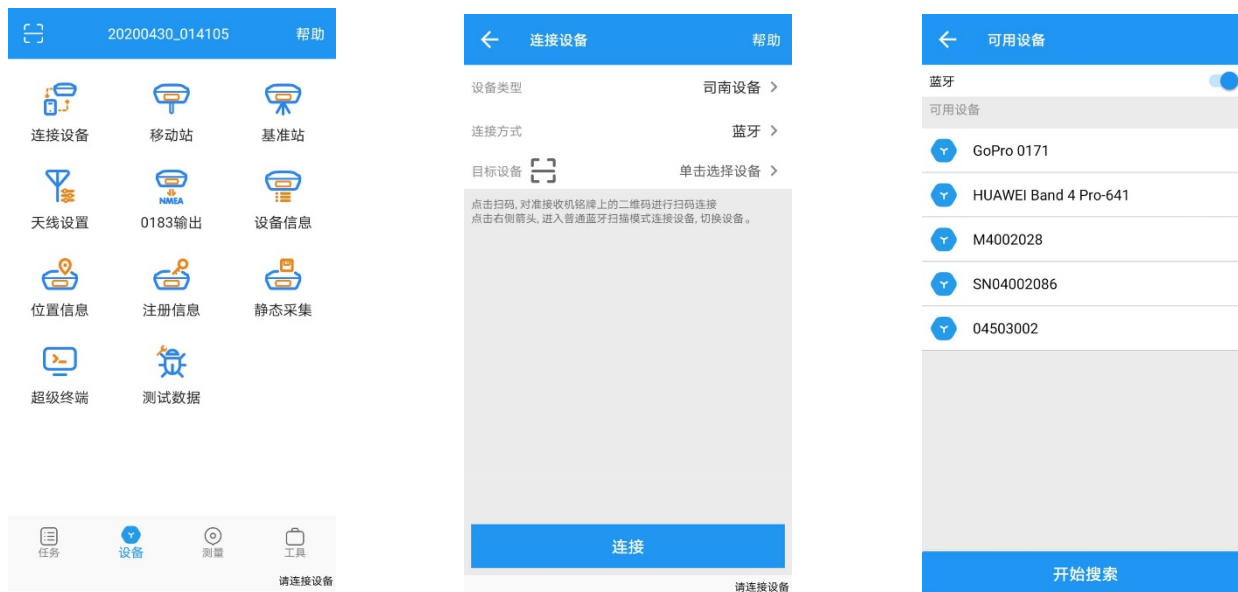 20200430_014105 帮助
连接设备 移动站 基准站
NMEA
天线设置 0183输出 设备信息
位置信息 注册信息 静态采集
超级终端 测试数据
任务 设备 测量 工具
请连接设备
连接设备 帮助
设备类型 司南设备
连接方式 蓝牙
目标设备 单击选择设备
点击扫码, 对准接收机铭牌上的二维码进行扫码连接
点击右侧箭头, 进入普通蓝牙扫描模式连接设备, 切换设备。
连接
请连接设备
可用设备
蓝牙
可用设备
GoPro 0171
HUAWEI Band 4 Pro-641
M4002028
SN04002086
04503002
开始搜索